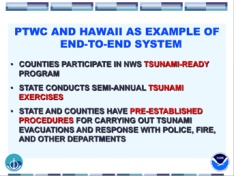 PTWC AND HAWAII AS EXAMPLE OF
END-TO-END SYSTEM
• COUNTIES PARTICIPATE IN NWS TSUNAMI-READY
PROGRAM
• STATE CONDUCTS SEMI-ANNUAL TSUNAMI
EXERCISES
• STATE AND COUNTIES HAVE PRE-ESTABLISHED
PROCEDURES FOR CARRYING OUT TSUNAMI
EVACUATIONS AND RESPONSE WITH POLICE, FIRE,
AND OTHER DEPARTMENTS